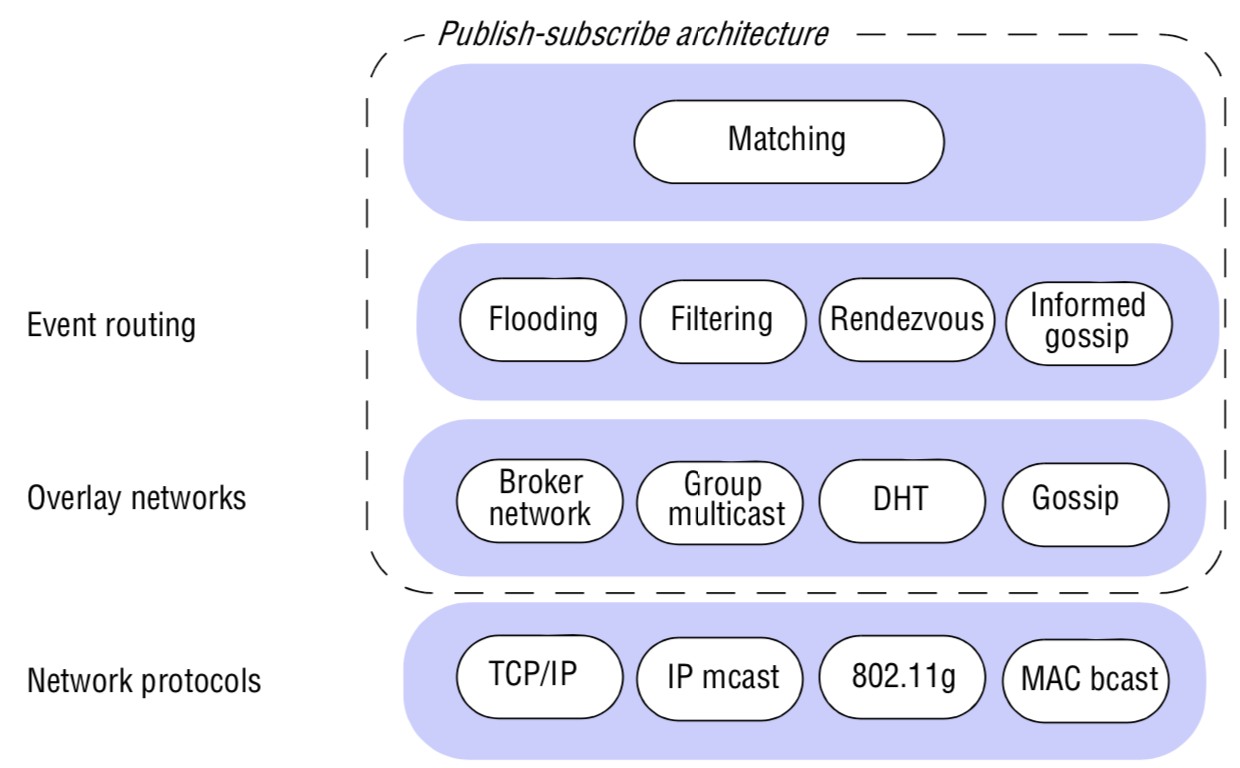 Publish-subscribe architecture
Matching
Event routing
Flooding
Filtering
Rendezvous
Informed
gossip
Overlay networks
Broker
network
Group
multicast
DHT
Gossip
Network protocols
TCP/IP
IP mcast
802.11g
MAC bcast